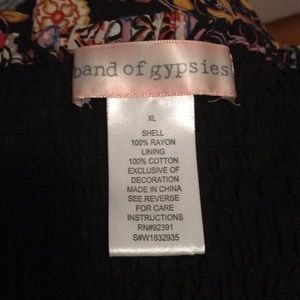 band of gypsies
XL
SHELL
100% RAYON
LINING
100% COTTON
EXCLUSIVE OF
DECORATION
MADE IN CHINA
SEE REVERSE
FOR CARE
INSTRUCTIONS
RN#92391
S#W1832935